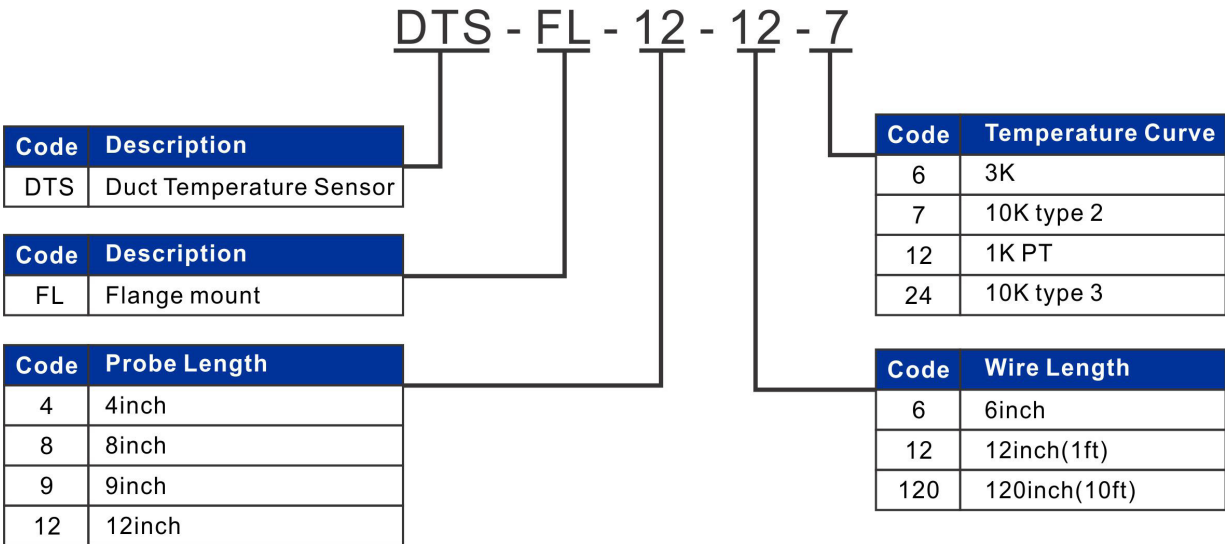 DTS - FL - 12 - 12 - 7
Code Description
DTS Duct Temperature Sensor
Code Description
FL Flange mount
Code Probe Length
4 4inch
8 8inch
9 9inch
12 12inch
Code Temperature Curve
6 3K
7 10K type 2
12 1K PT
24 10K type 3
Code Wire Length
6 6inch
12 12inch(1ft)
120 120inch(10ft)